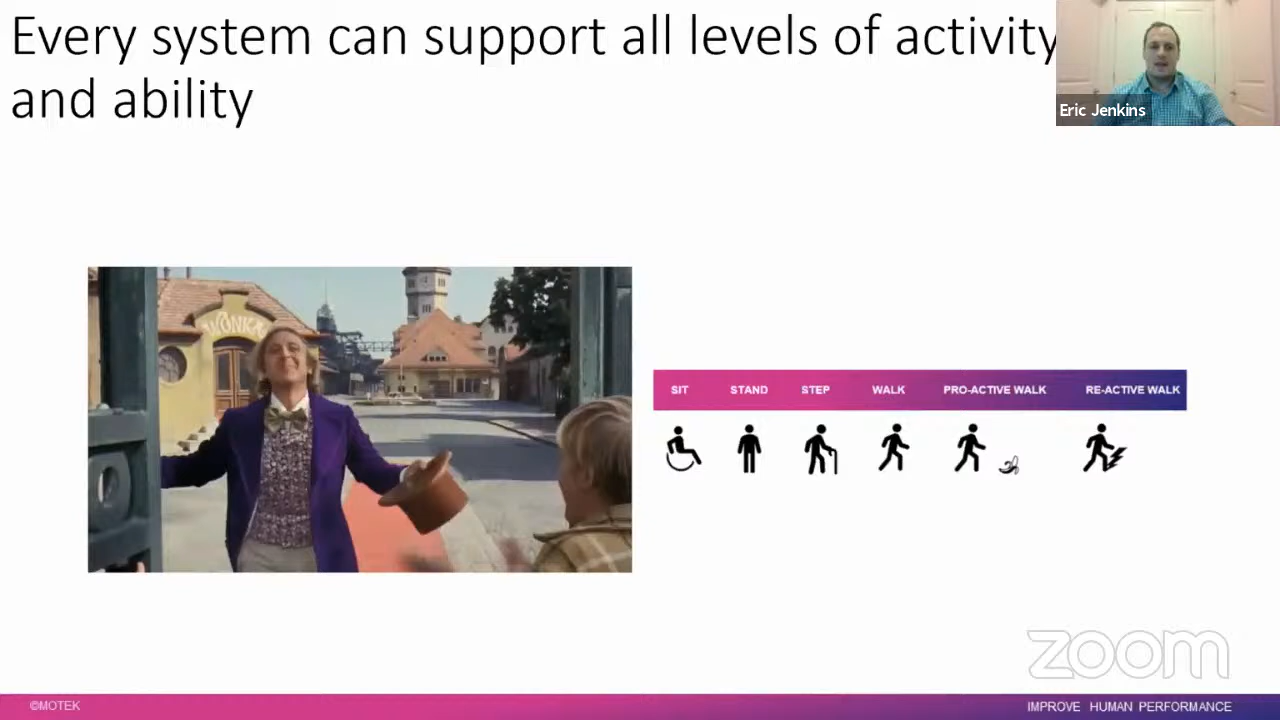 Every system can support all levels of activity
and ability
Eric Jenkins
WONKA
SIT STAND STEP WALK PRO-ACTIVE WALK RE-ACTIVE WALK
zoom
©MOTEK
IMPROVE HUMAN PERFORMANCE